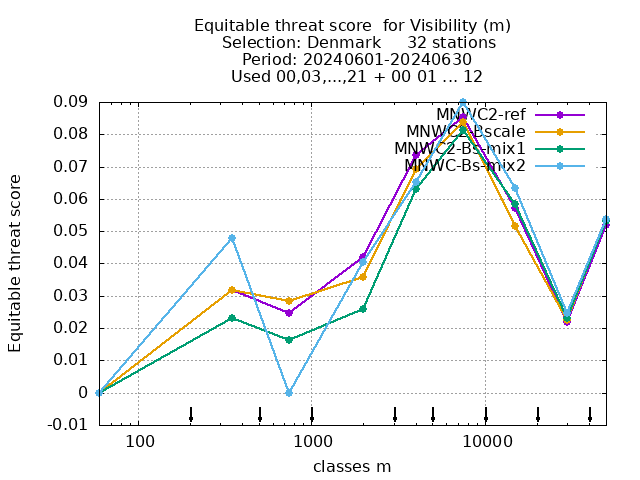 Equitable threat score  for Visibility (m)
Selection: Denmark     32 stations
Period: 20240601-20240630
Used 00,03,...,21 + 00 01 ... 12
MNWC2-ref
MNWC2-Bscale
MNWC2-Bs-mix1
MNWC-Bs-mix2
Equitable threat score
0.09
0.08
0.07
0.06
0.05
0.04
0.03
0.02
0.01
0
-0.01
100 1000 10000
classes m